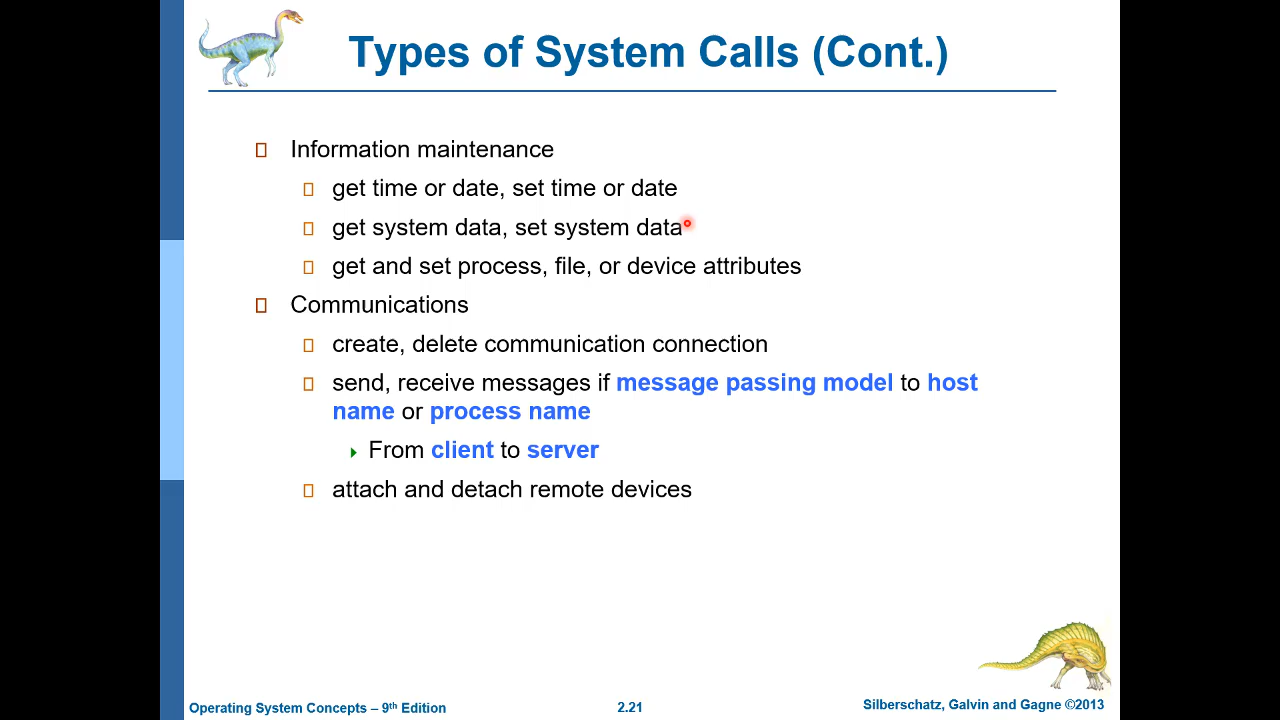 Types of System Calls (Cont.)
Information maintenance
get time or date, set time or date
get system data, set system data
get and set process, file, or device attributes
Communications
create, delete communication connection
send, receive messages if message passing model to host
name or process name
From client to server
attach and detach remote devices
Operating System Concepts – 9th Edition
2.21
Silberschatz, Galvin and Gagne ©2013